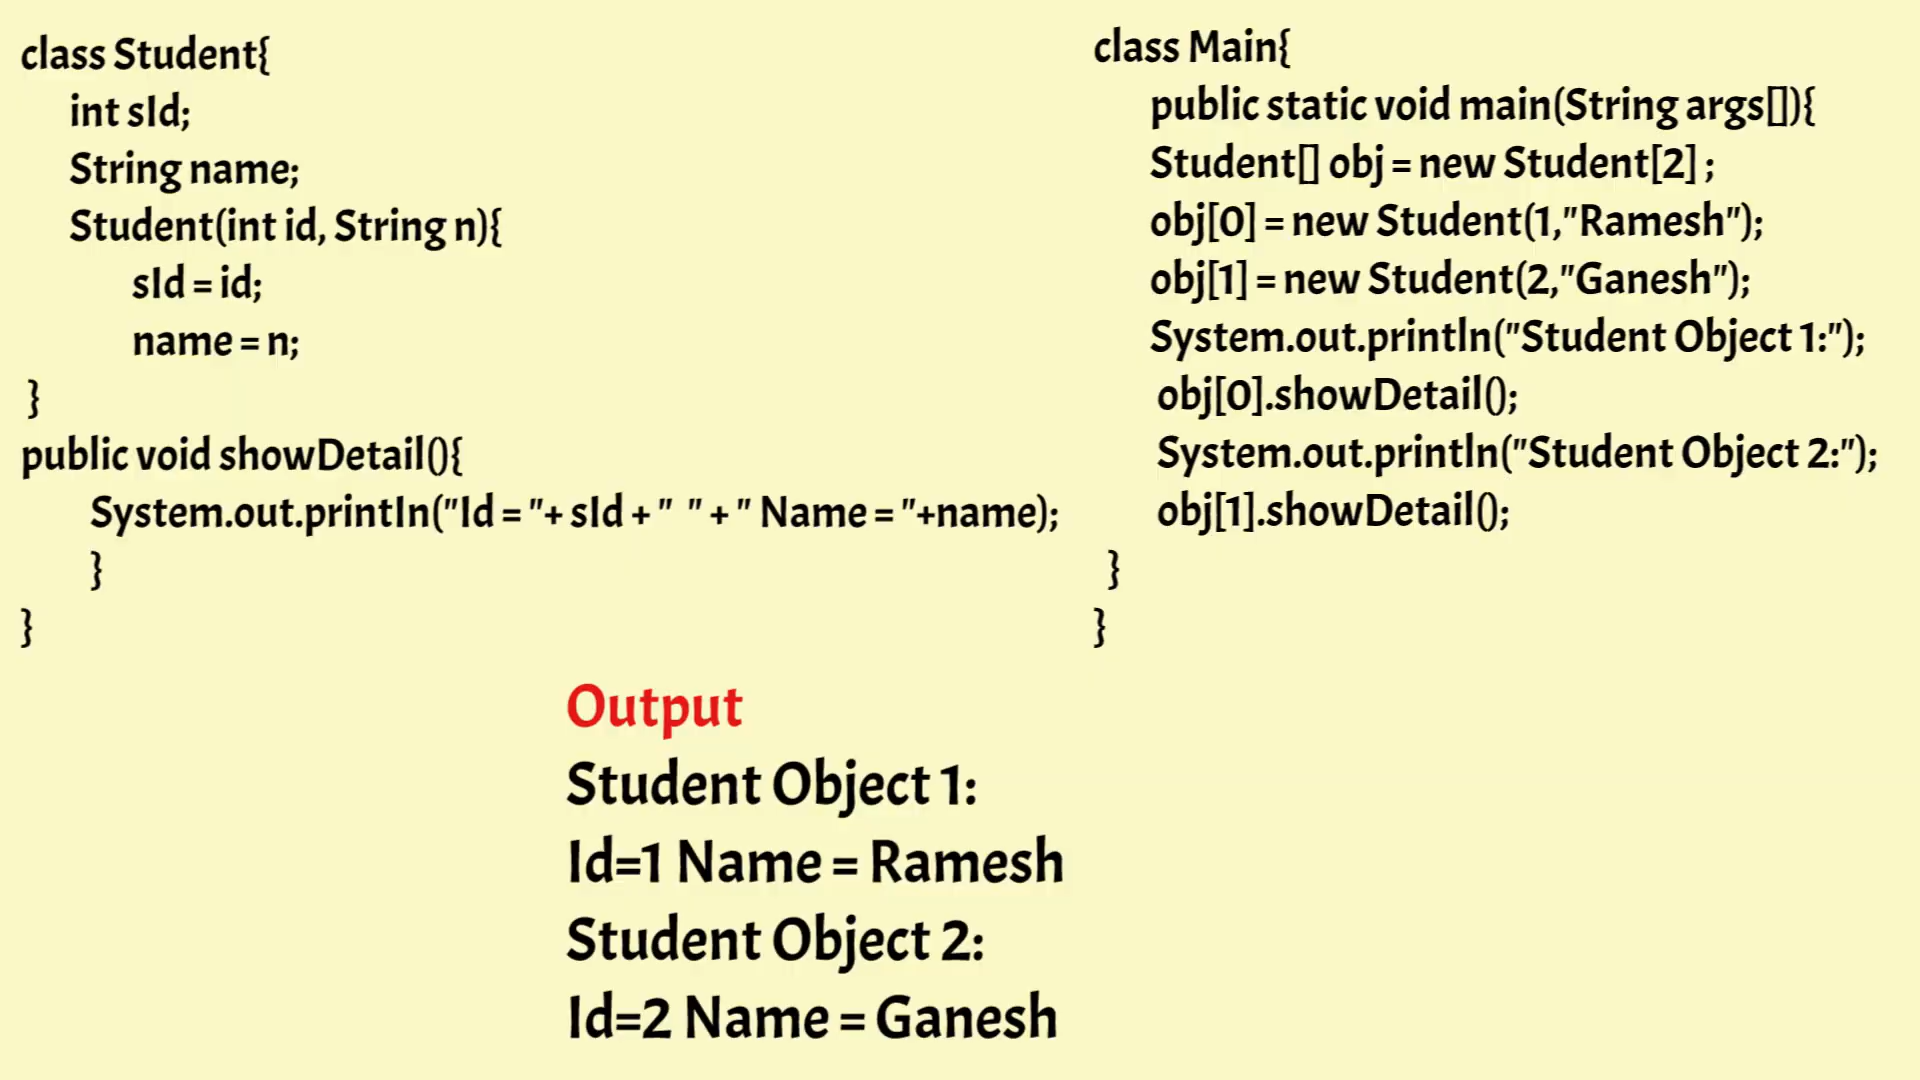 class Student{
int sId;
String name;
Student(int id, String n){
sId = id;
name = n;
}
public void showDetail(){
System.out.println("Id = "+ sId + "  " + " Name = "+name);
}
}
class Main{
public static void main(String args[]){
Student[] obj = new Student[2] ;
obj[0] = new Student(1,"Ramesh");
obj[1] = new Student(2,"Ganesh");
System.out.println("Student Object 1:");
obj[0].showDetail();
System.out.println("Student Object 2:");
obj[1].showDetail();
}
}
Output
Student Object 1:
Id=1 Name = Ramesh
Student Object 2:
Id=2 Name = Ganesh